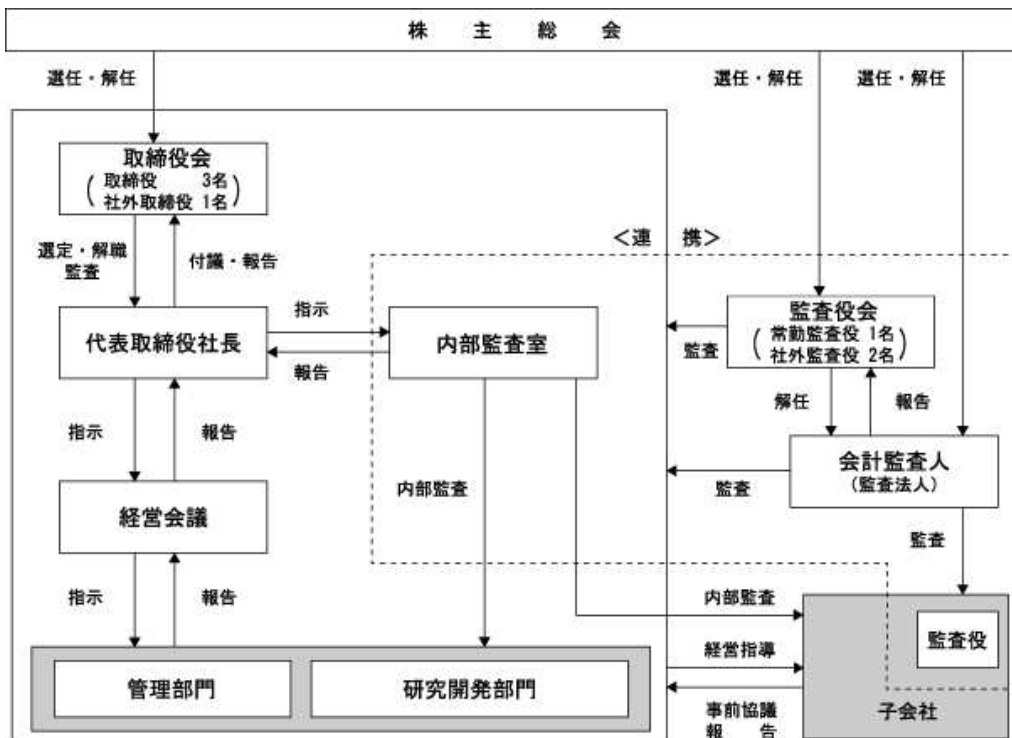 株主総会
選任・解任
選任・解任
選任・解任
取締役会
(取締役 3名
社外取締役 1名)
選定・解職
監査
付議・報告
<連携>
代表取締役社長
指示
報告
内部監査室
監査役会
(常勤監査役 1名
社外監査役 2名)
監査
解任
報告
指示
報告
会計監査人
(監査法人)
監査
内部監査
経営会議
監査
指示
報告
内部監査
監査役
経営指導
管理部門
研究開発部門
事前協議
報告
子会社